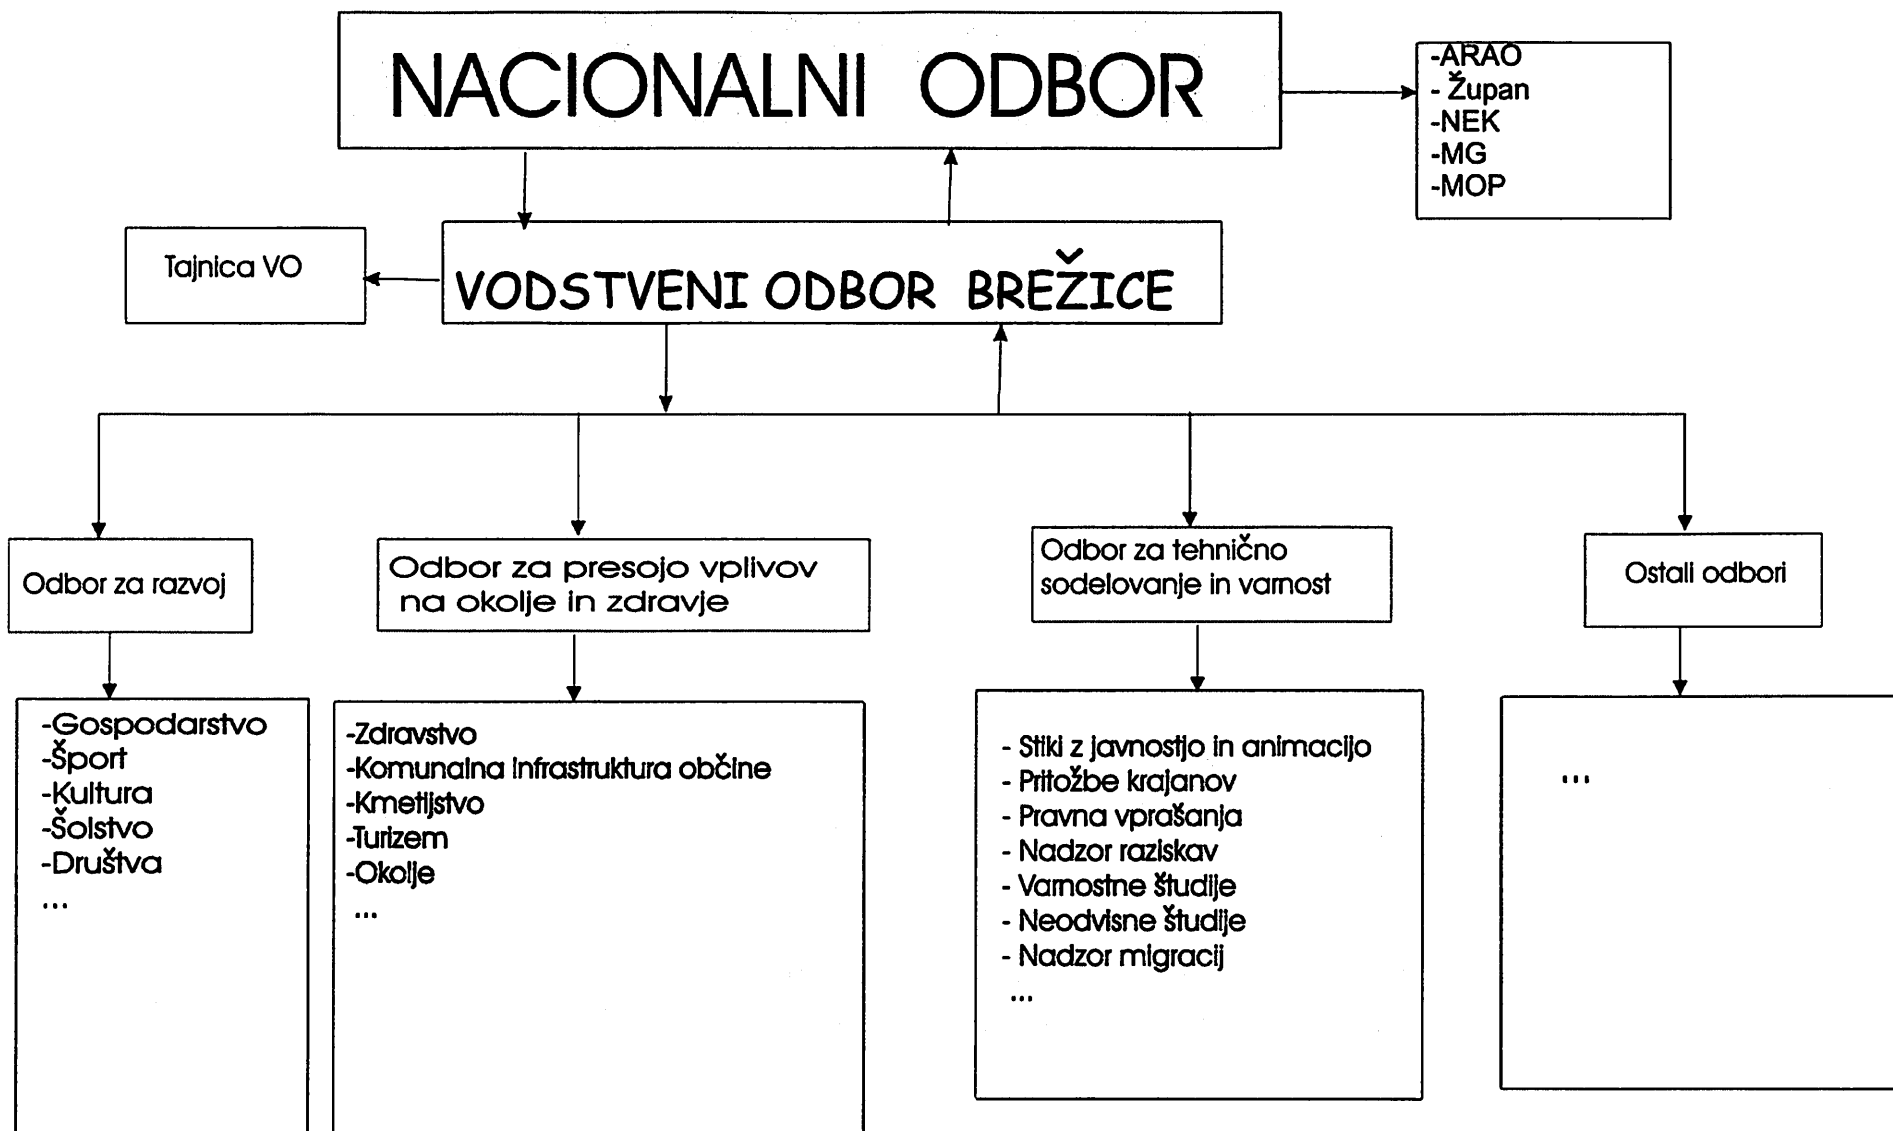 NACIONALNI ODBOR
-ARAO
- Župan
-NEK
-MG
-MOP
Tajnica VO
VODSTVENI ODBOR BREŽICE
Odbor za razvoj
Odbor za presojo vplivov
na okolje in zdravje
Odbor za tehnično
sodelovanje in varnost
Ostali odbori
-Gospodarstvo
-Šport
-Kultura
-Šolstvo
-Društva
...
-Zdravstvo
-Komunalna infrastruktura občine
-Kmetijstvo
-Turizem
-Okolje
...
- Stiki z javnostjo in animacijo
- Pritožbe krajanov
- Pravna vprašanja
- Nadzor raziskav
- Varnostne študije
- Neodvisne študije
- Nadzor migracij
...
...